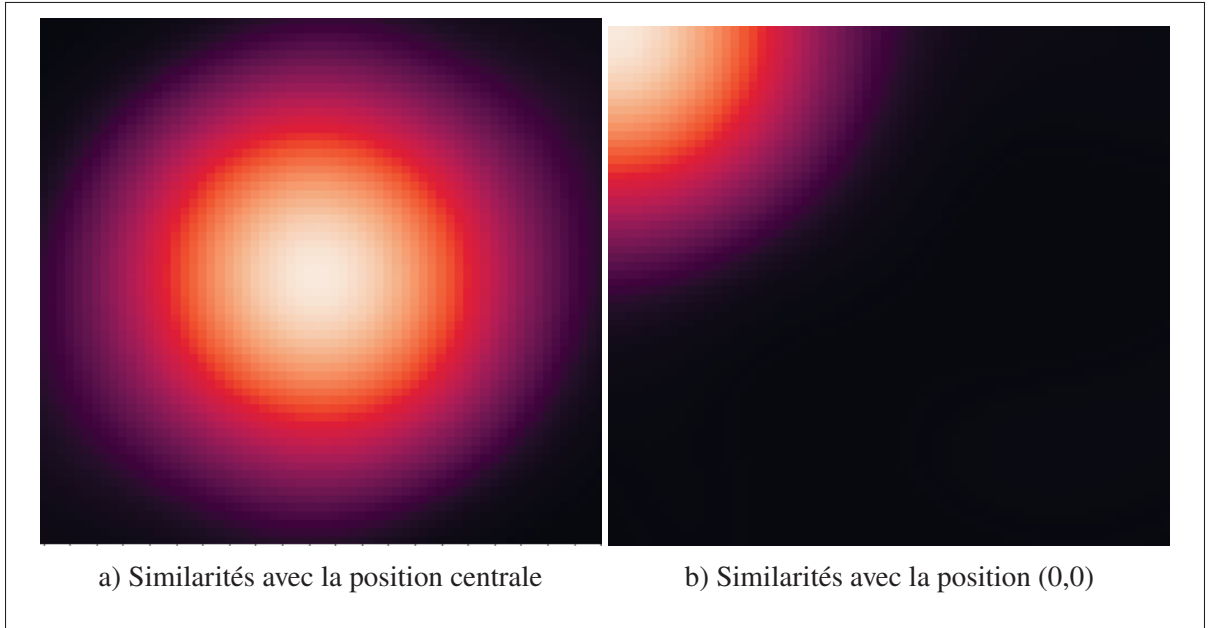 a) Similarités avec la position centrale
b) Similarités avec la position (0,0)